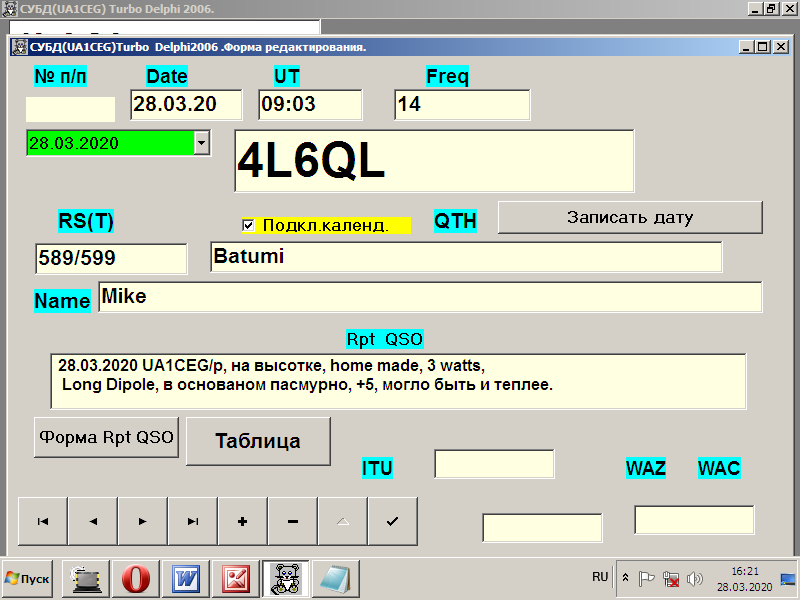 СУБД(UA1CEG) Turbo Delphi 2006.
СУБД(UA1CEG)Turbo Delphi2006 .Форма редактирования.
№ п/п Date UT Freq
28.03.20 09:03 14
28.03.2020
4L6QL
RS(T) Подкл.календ. QTH Записать дату
589/599 Batumi
Name Mike
Rpt QSO
28.03.2020 UA1CEG/p, на высотке, home made, 3 watts,
Long Dipole, в основаном пасмурно, +5, могло быть и теплее.
Форма Rpt QSO Таблица
ITU WAZ WAC
Пуск RU 16:21
28.03.2020